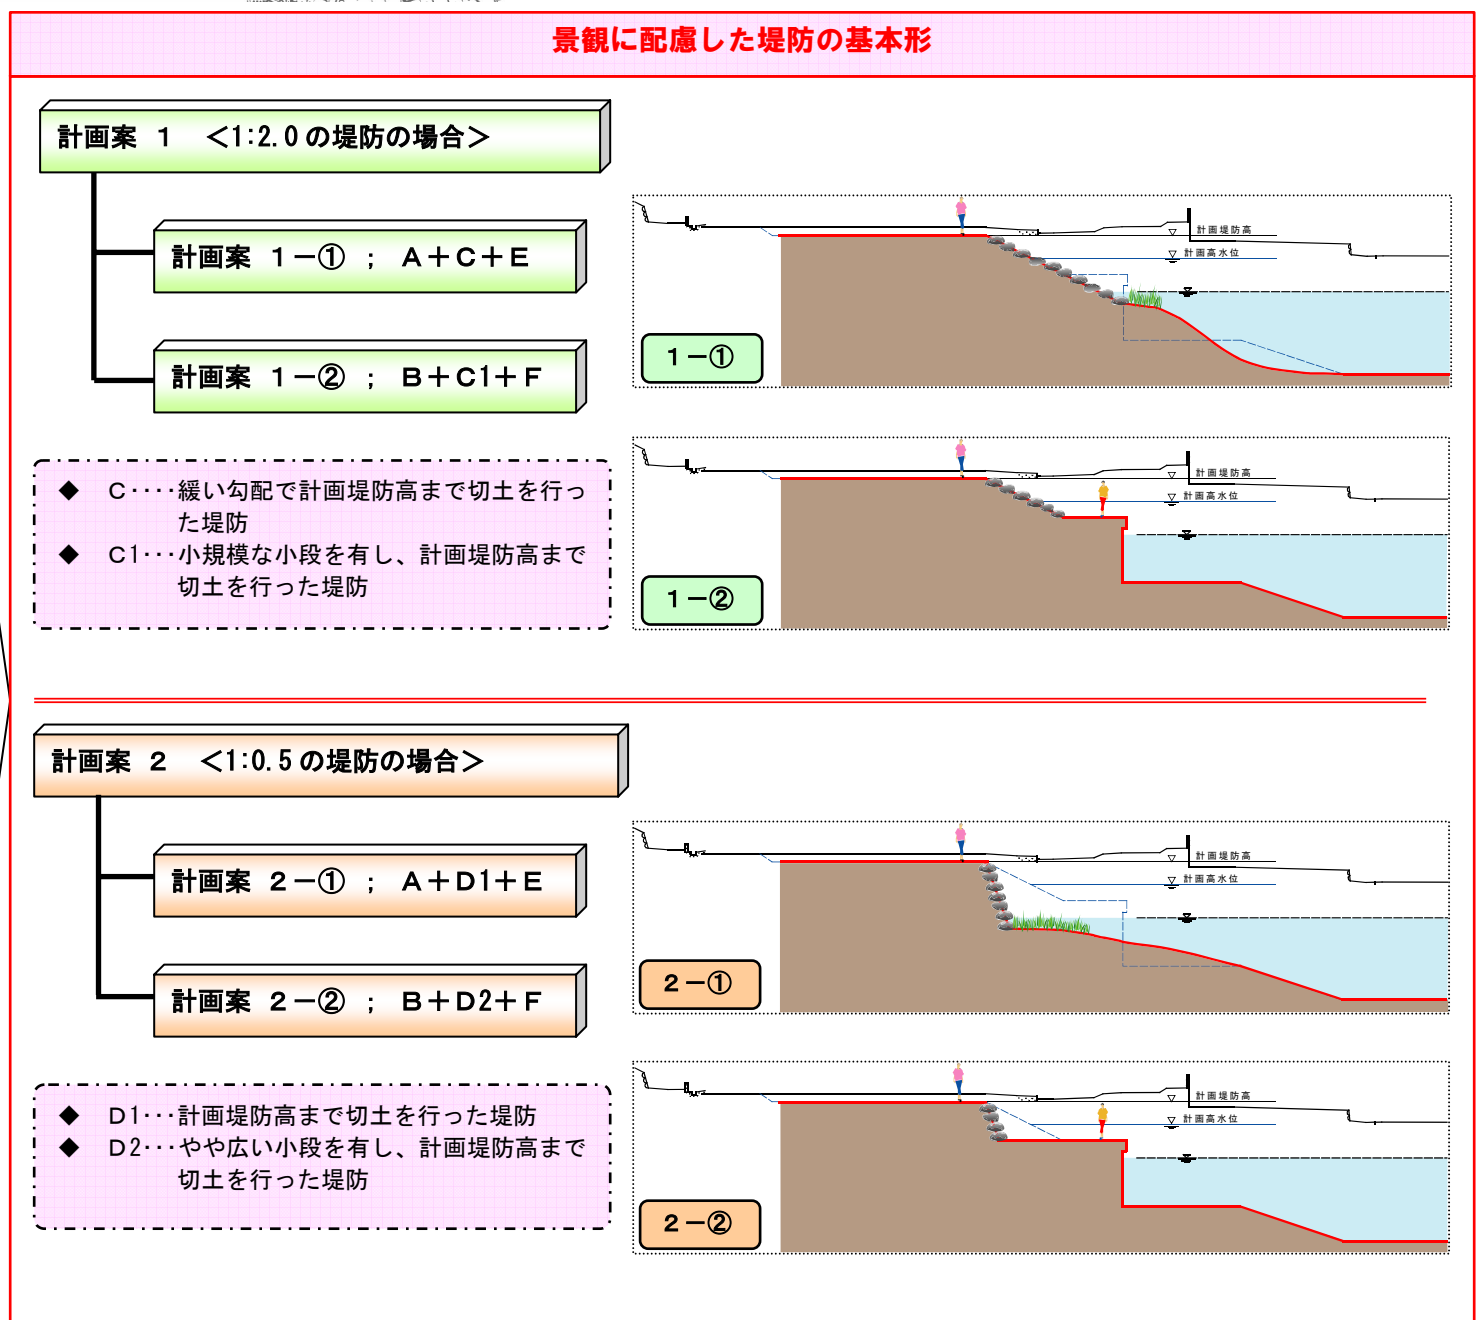 景観に配慮した堤防の基本形
計画案 1 <1:2.0の堤防の場合>
計画案 1-① ; A+C+E
計画案 1-② ; B+C1+F
計画堤防高
計画高水位
1-①
◆ C‥‥緩い勾配で計画堤防高まで切土を行っ
た堤防
◆ C1‥‥小規模な小段を有し、計画堤防高まで
切土を行った堤防
計画堤防高
計画高水位
1-②
計画案 2 <1:0.5の堤防の場合>
計画案 2-① ; A+D1+E
計画案 2-② ; B+D2+F
計画堤防高
計画高水位
2-①
◆ D1‥‥計画堤防高まで切土を行った堤防
◆ D2‥‥やや広い小段を有し、計画堤防高まで
切土を行った堤防
計画堤防高
計画高水位
2-②